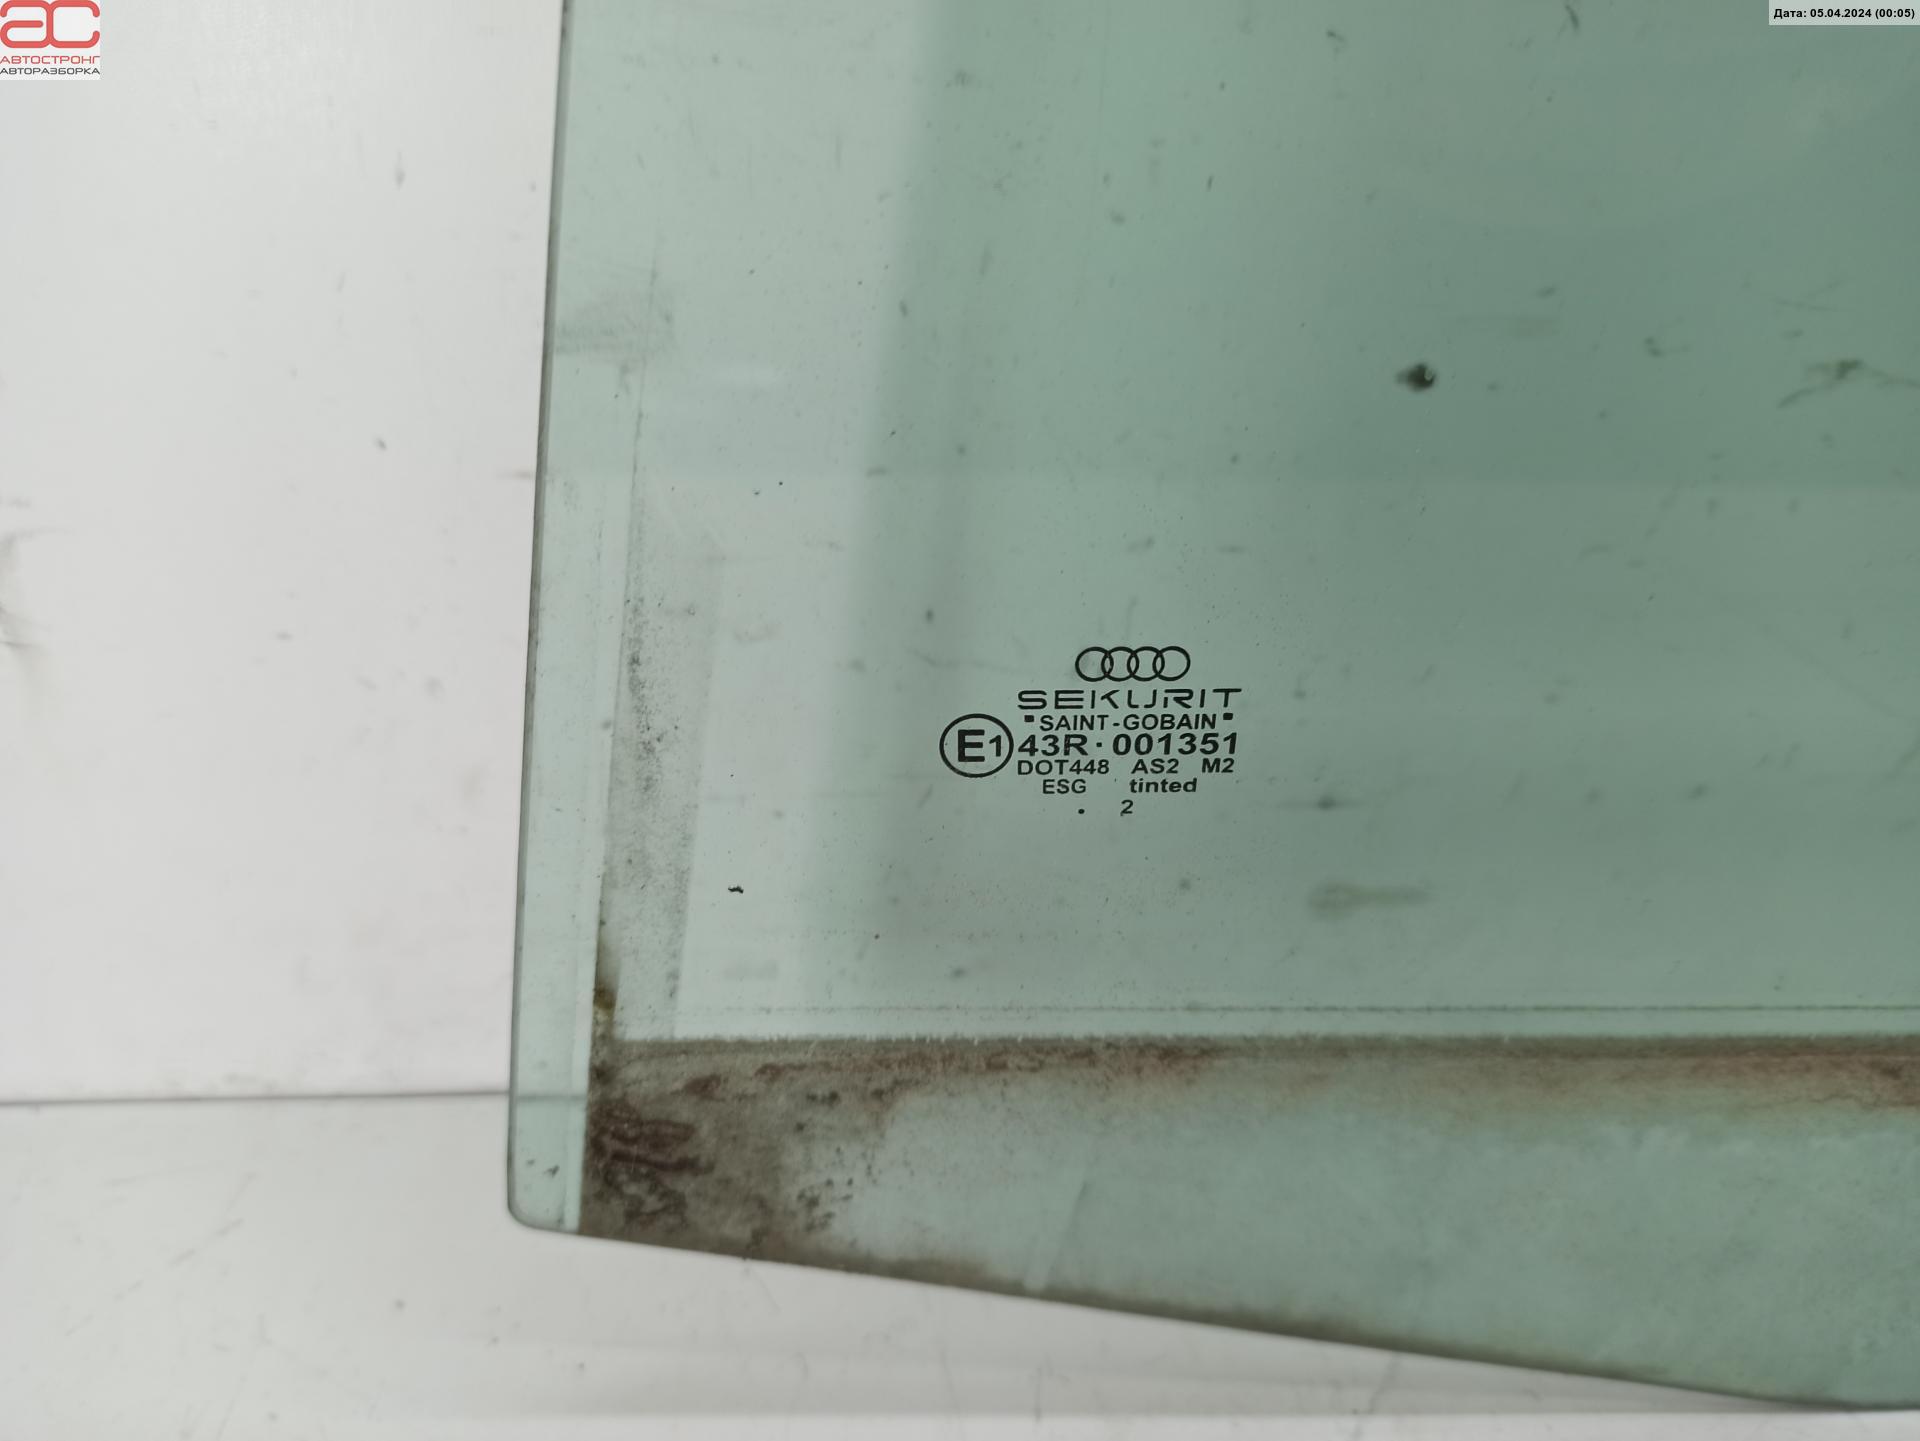 АС
АВТОСТРОНГ
АВТОРАЗБОРКА
Дата: 05.04.2024 (00:05)
SEKURIT
SAINT-GOBAIN
E1 43R·001351
DOT448 AS2 M2
ESG tinted
. 2